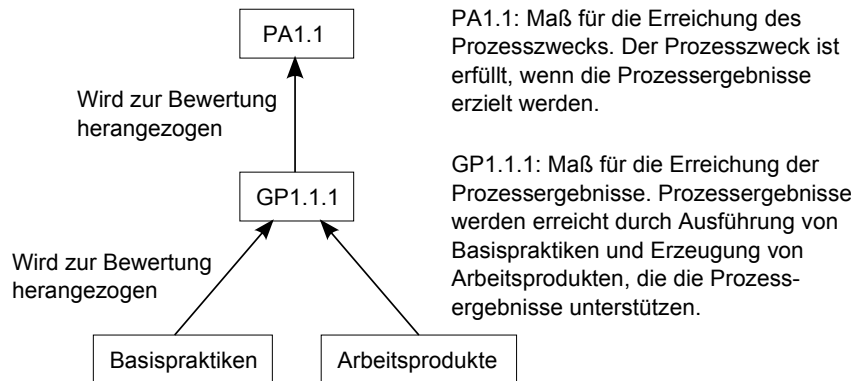 PA1.1
Wird zur Bewertung
herangezogen
GP1.1.1
Wird zur Bewertung
herangezogen
Basispraktiken
Arbeitsprodukte
PA1.1: Maß für die Erreichung des
Prozesszwecks. Der Prozesszweck ist
erfüllt, wenn die Prozessergebnisse
erzielt werden.
GP1.1.1: Maß für die Erreichung der
Prozessergebnisse. Prozessergebnisse
werden erreicht durch Ausführung von
Basispraktiken und Erzeugung von
Arbeitsprodukten, die die Prozess-
ergebnisse unterstützen.